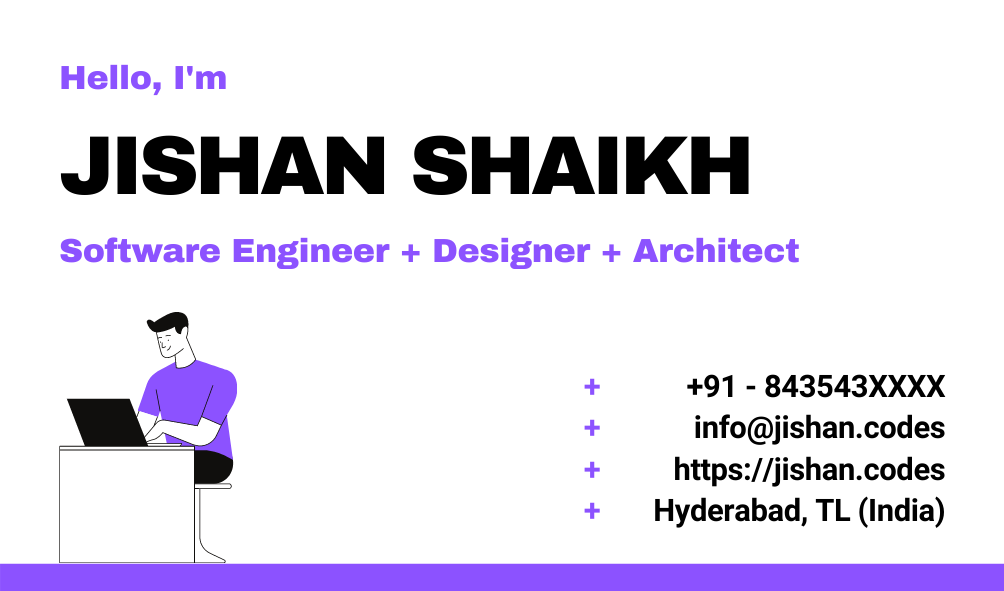 Hello, I'm
JISHAN SHAIKH
Software Engineer + Designer + Architect
+ +91 - 843543XXXX
+ info@jishan.codes
+ https://jishan.codes
+ Hyderabad, TL (India)